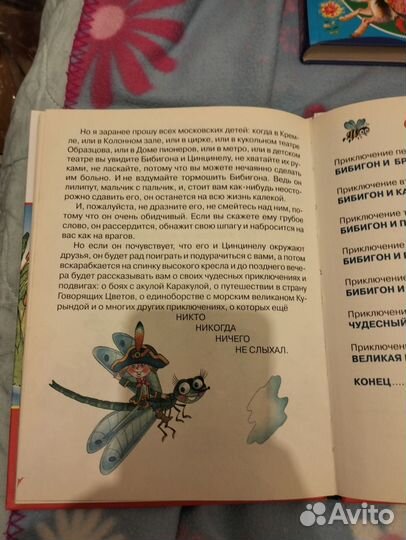 Но я заранее прошу всех московских детей: когда в Крем-
ле, или в Колонном зале, или в цирке, или в кукольном театре
Образцова, или в Доме пионеров, или в метро, или в детском
театре вы увидите Бибигона и Цинцинелу, не хватайте их ру-
ками, не ласкайте, потому что вы можете нечаянно сделать
им больно. И не вздумайте тормошить Бибигона. Ведь он
лилипут, мальчик с пальчик, и, стоит вам как-нибудь неосто-
рожно сдавить его, он останется на всю жизнь калекой.
И, пожалуйста, не дразните его, не смейтесь над ним, пото-
му что он очень обидчивый. Если вы скажете ему грубое
слово, он рассердится, обнажит свою шпагу и набросится на
вас как на врагов.
Но если он почувствует, что его и Цинцинелу окружают
друзья, он будет рад поиграть и подурачиться с вами, а потом
вскарабкается на спинку высокого кресла и до позднего вече-
ра будет рассказывать вам о своих чудесных приключениях и
подвигах: о боях с акулой Каракулой, о путешествии в страну
Говорящих Цветов, о единоборстве с морским великаном Ку-
рындой и о многих других приключениях, о которых ещё
НИКТО
НИКОГДА
НИЧЕГО
НЕ СЛЫХАЛ.
Приключение пе
БИБИГОН И БР
Приключение в
БИБИГОН И КА
Приключение т
БИБИГОН И П
Приключение
БИБИГОН И
Приключение
БИБИГОН И
Приключение
ЧУДЕСНЫЙ
Приключение
ВЕЛИКАЯ
КОНЕЦ....
Avito